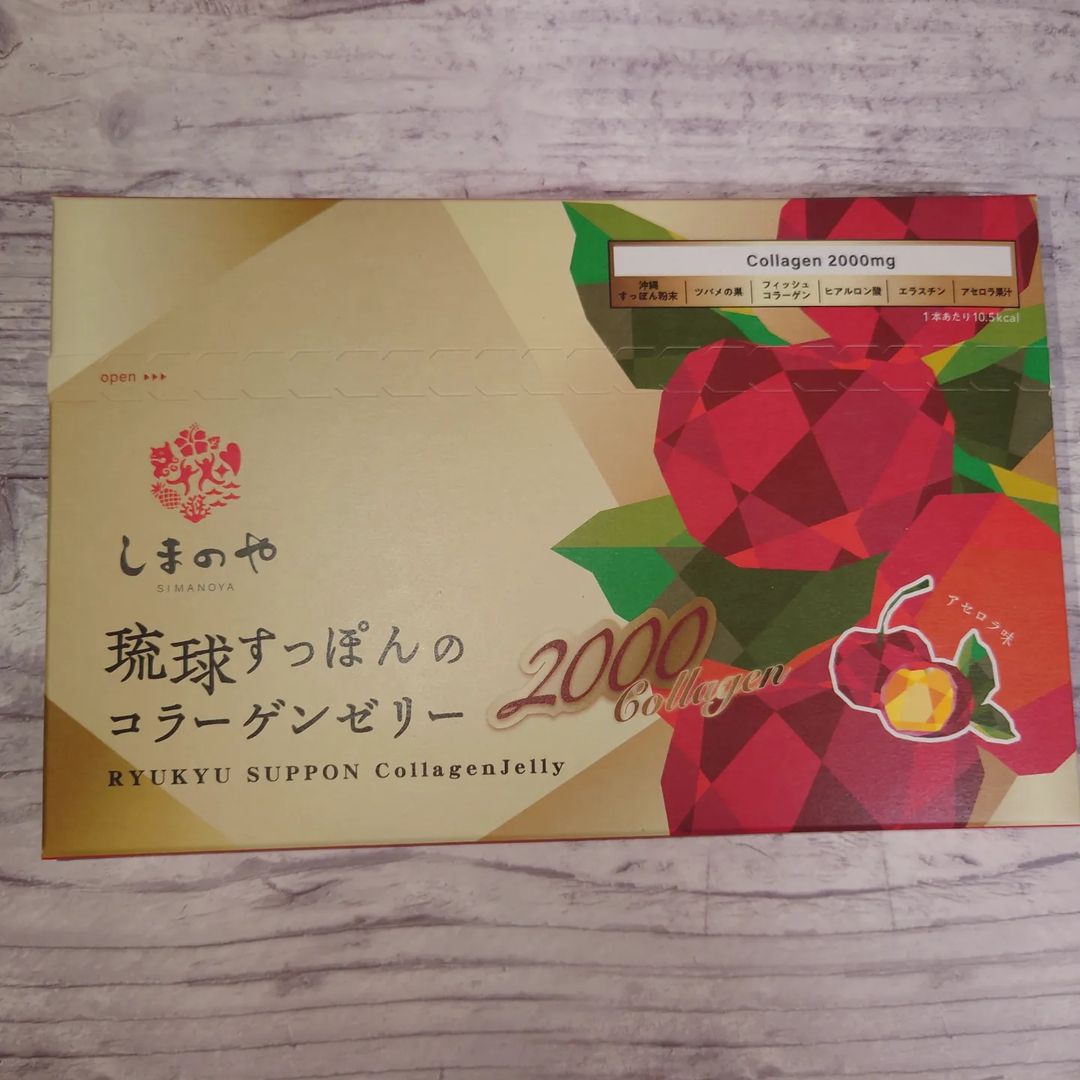 Collagen 2000mg
沖縄
すっぽん粉末
ツバメの巣
フィッシュ
コラーゲン
ヒアルロン酸
エラスチン
アセロラ果汁
1本あたり10.5kcal
open
しまのや
SIMANOYA
琉球すっぽんの
コラーゲンゼリー
RYUKYU SUPPON CollagenJelly
2000
Collagen
アセロラ味